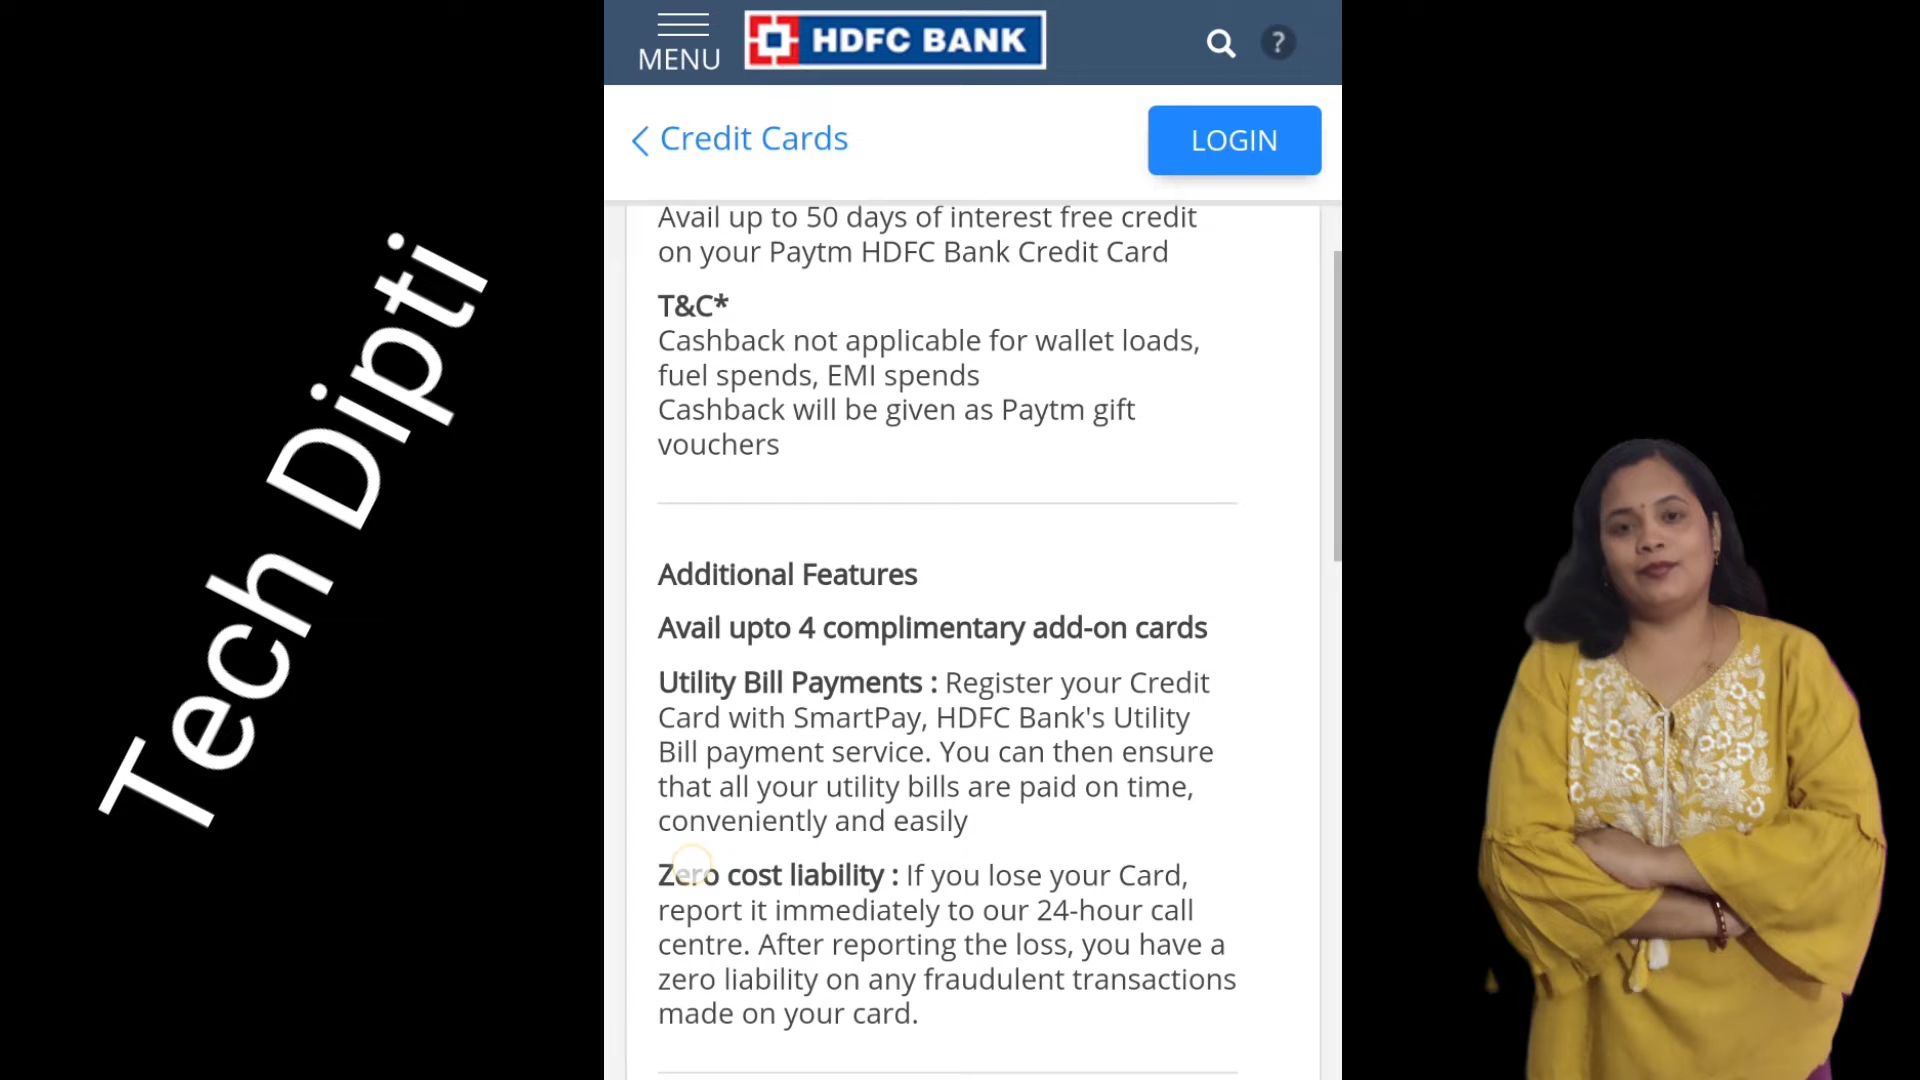 MENU
HDFC BANK
?
Credit Cards
LOGIN
Avail up to 50 days of interest free credit
on your Paytm HDFC Bank Credit Card
T&C*
Cashback not applicable for wallet loads,
fuel spends, EMI spends
Cashback will be given as Paytm gift
vouchers
Additional Features
Avail upto 4 complimentary add-on cards
Utility Bill Payments : Register your Credit
Card with SmartPay, HDFC Bank's Utility
Bill payment service. You can then ensure
that all your utility bills are paid on time,
conveniently and easily
Zero cost liability : If you lose your Card,
report it immediately to our 24-hour call
centre. After reporting the loss, you have a
zero liability on any fraudulent transactions
made on your card.
Tech Dipti